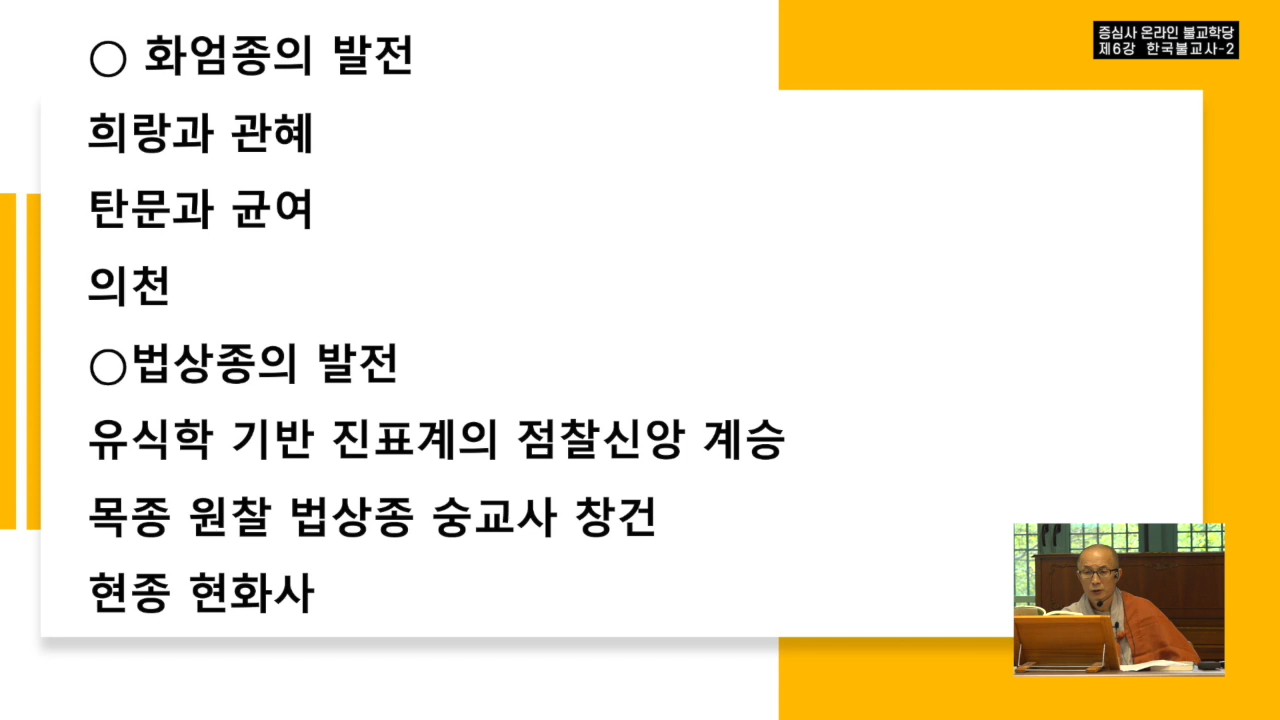 증심사 온라인 불교학당
제6강 한국불교사-2
○ 화엄종의 발전
희랑과 관혜
탄문과 균여
의천
○법상종의 발전
유식학 기반 진표계의 점찰신앙 계승
목종 원찰 법상종 숭교사 창건
현종 현화사